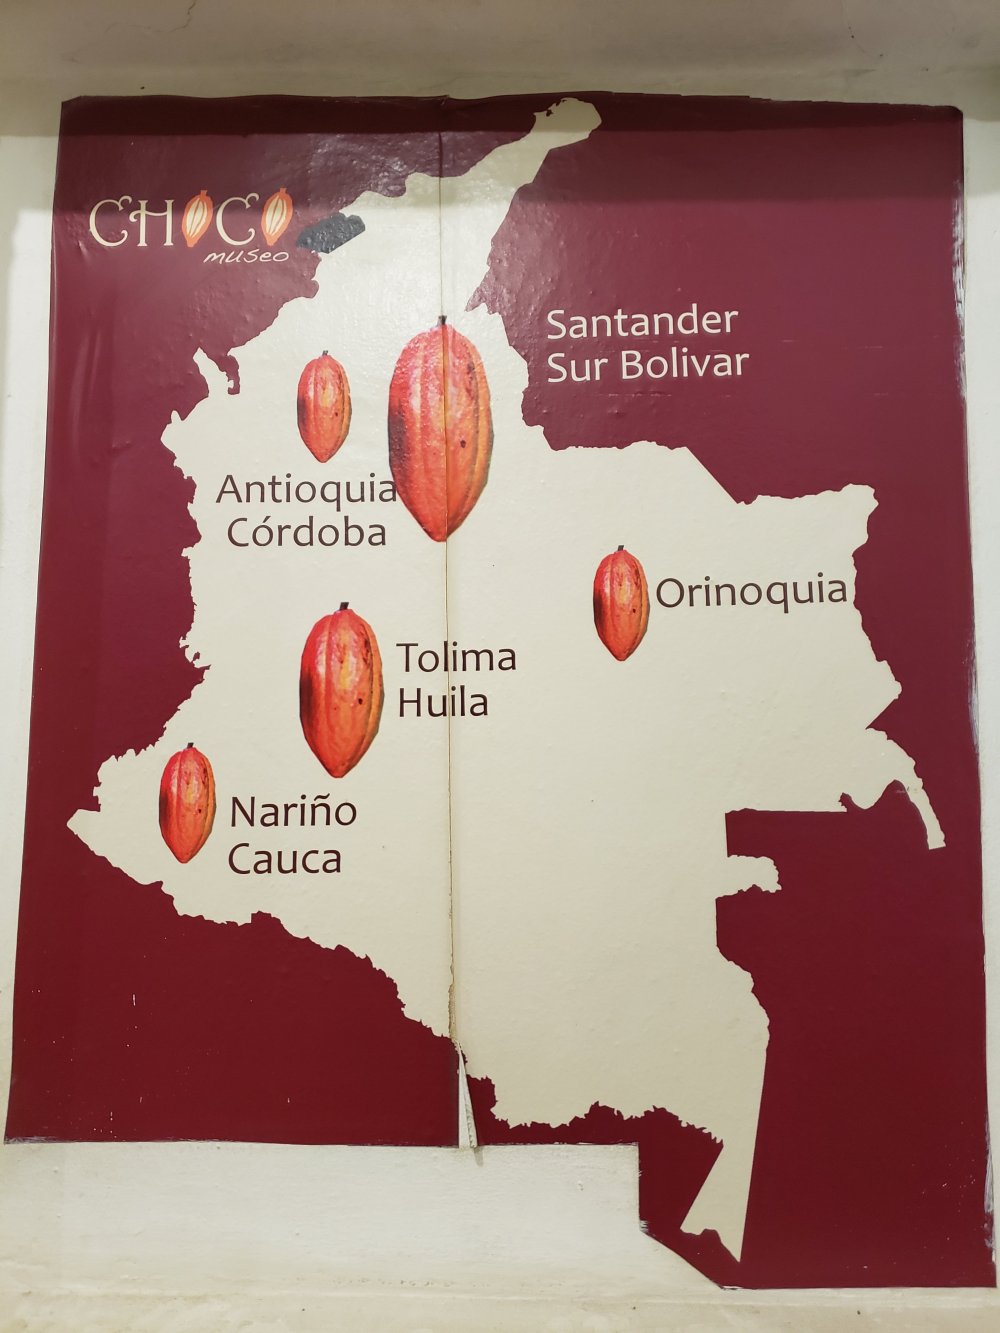 CHOCO
museo
Santander
Sur Bolivar
Antioquia
Córdoba
Orinoquia
Tolima
Huila
Nariño
Cauca